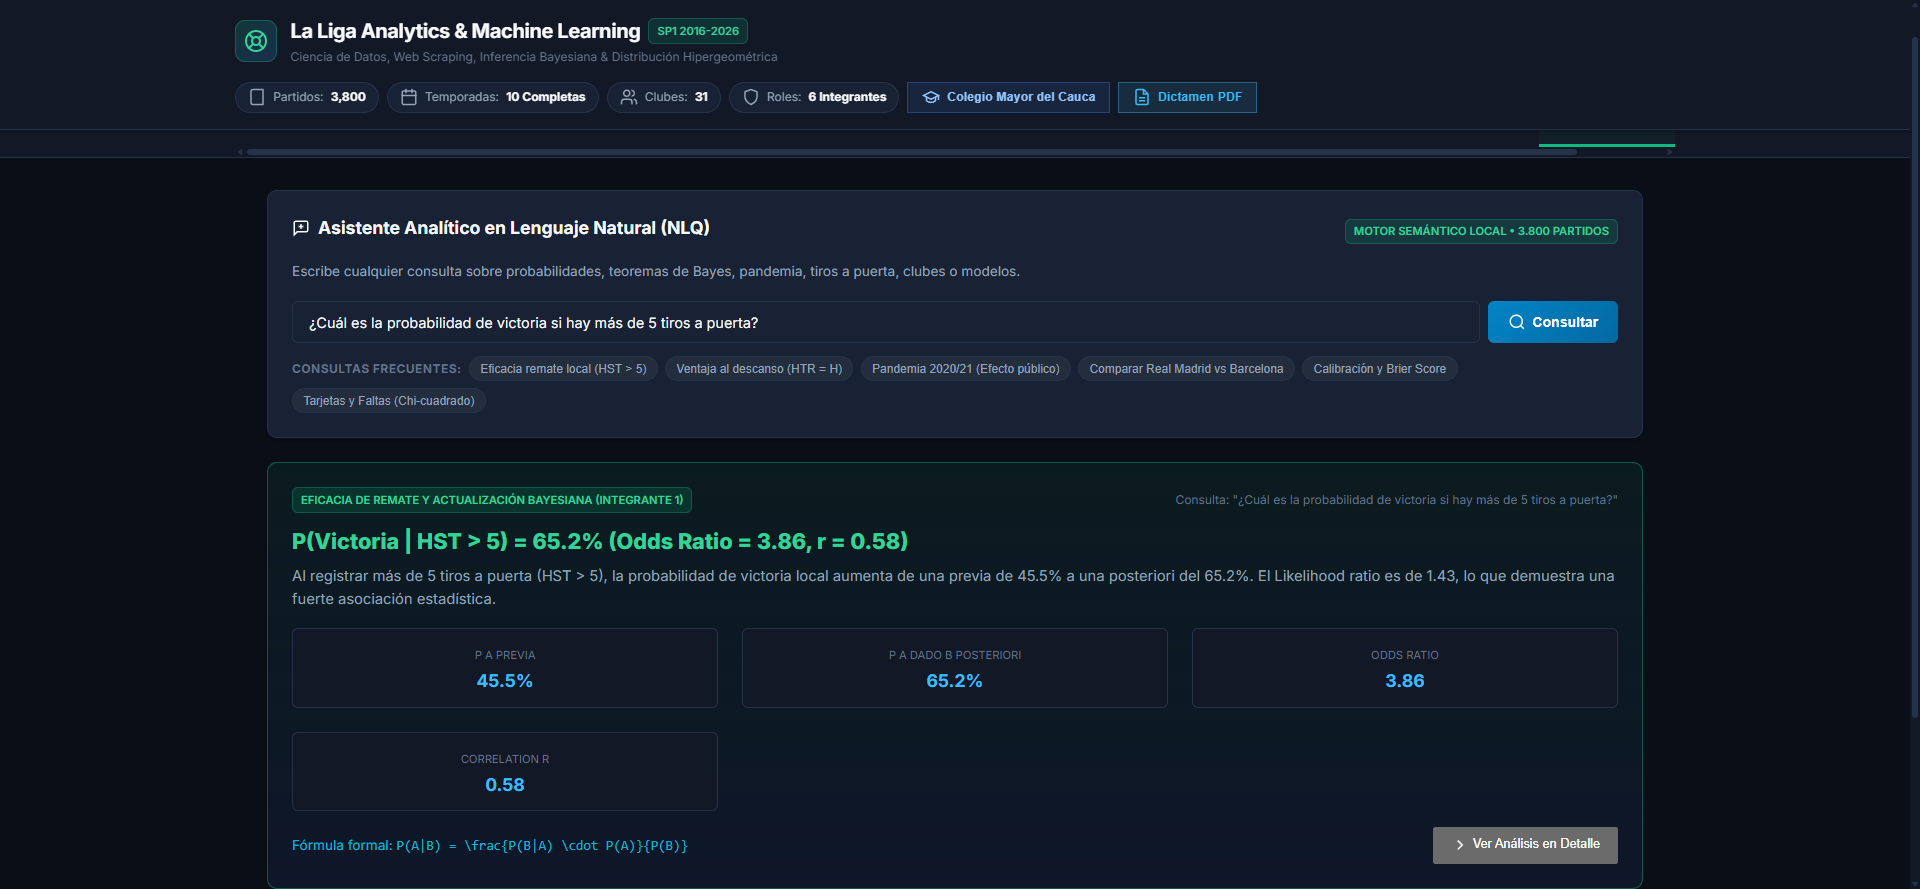 La Liga Analytics & Machine Learning
SP1 2016-2026
Ciencia de Datos, Web Scraping, Inferencia Bayesiana & Distribución Hipergeométrica
Partidos: 3,800
Temporadas: 10 Completas
Clubes: 31
Roles: 6 Integrantes
Colegio Mayor del Cauca
Dictamen PDF
Asistente Analítico en Lenguaje Natural (NLQ)
MOTOR SEMÁNTICO LOCAL • 3.800 PARTIDOS
Escribe cualquier consulta sobre probabilidades, teoremas de Bayes, pandemia, tiros a puerta, clubes o modelos.
¿Cuál es la probabilidad de victoria si hay más de 5 tiros a puerta?
Consultar
CONSULTAS FRECUENTES:
Eficacia remate local (HST > 5)
Ventaja al descanso (HTR = H)
Pandemia 2020/21 (Efecto público)
Comparar Real Madrid vs Barcelona
Calibración y Brier Score
Tarjetas y Faltas (Chi-cuadrado)
EFICACIA DE REMATE Y ACTUALIZACIÓN BAYESIANA (INTEGRANTE 1)
Consulta: "¿Cuál es la probabilidad de victoria si hay más de 5 tiros a puerta?"
P(Victoria | HST > 5) = 65.2% (Odds Ratio = 3.86, r = 0.58)
Al registrar más de 5 tiros a puerta (HST > 5), la probabilidad de victoria local aumenta de una previa de 45.5% a una posteriori del 65.2%. El Likelihood ratio es de 1.43, lo que demuestra una
fuerte asociación estadística.
P A PREVIA
45.5%
P A DADO B POSTERIORI
65.2%
ODDS RATIO
3.86
CORRELATION R
0.58
Fórmula formal: P(A|B) = \frac{P(B|A) \cdot P(A)}{P(B)}
Ver Análisis en Detalle